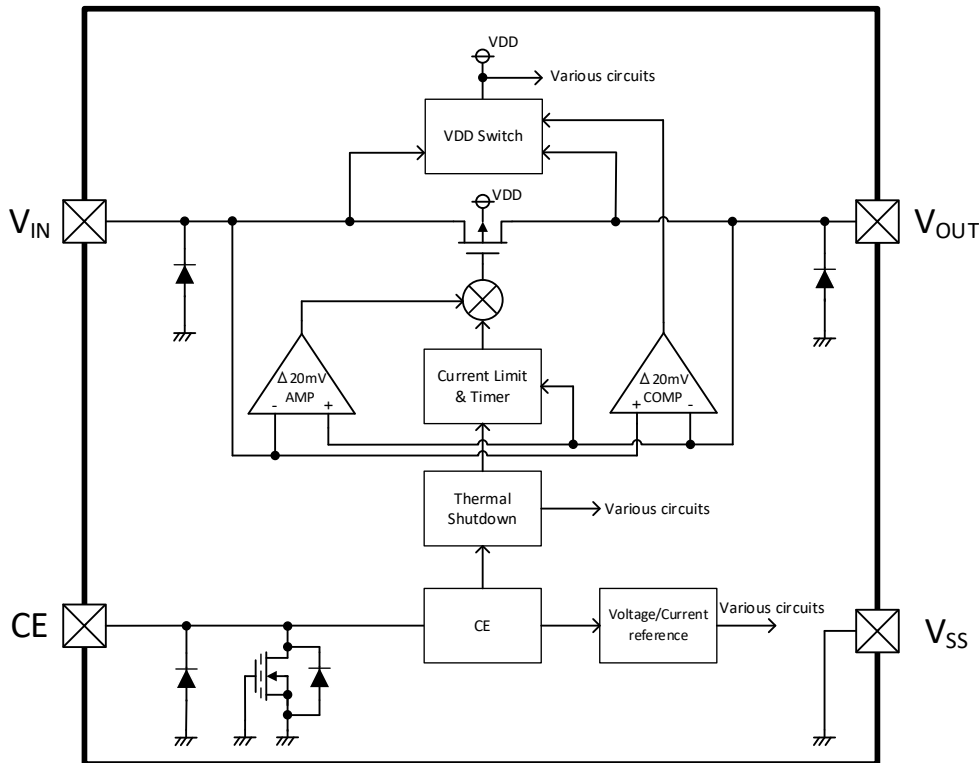 VDD
Various circuits
VDD Switch
VDD
VIN
VOUT
Δ20mV
AMP
- +
Current Limit
& Timer
Δ20mV
COMP
+ -
Thermal
Shutdown
Various circuits
CE
CE
Voltage/Current
reference
Various circuits
VSS